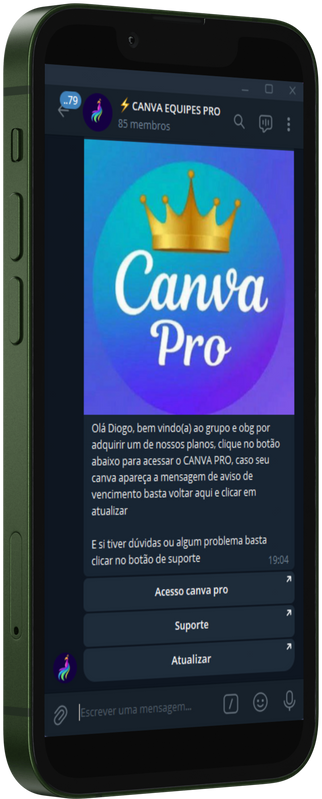 ..79
⚡CANVA EQUIPES PRO
85 membros
Canva
Pro
Olá Diogo, bem vindo(a) ao grupo e obg por
adquirir um de nossos planos, clique no botão
abaixo para acessar o CANVA PRO, caso seu
canva apareça a mensagem de aviso de
vencimento basta voltar aqui e clicar em
atualizar
E si tiver dúvidas ou algum problema basta
clicar no botão de suporte
19:04
Acesso canva pro
Suporte
Atualizar
Escrever uma mensagem...